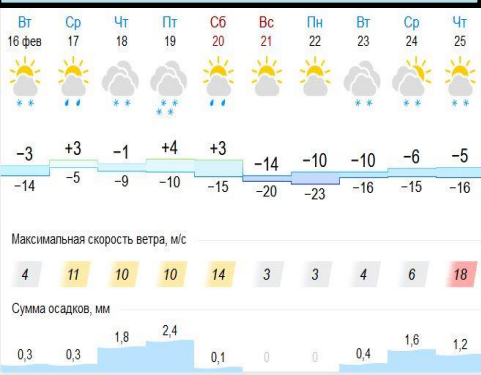 Вт Ср Чт Пт Сб Вс Пн Вт Ср Чт
16 фев 17 18 19 20 21 22 23 24 25
−3 +3 −1 +4 +3 −14 −10 −10 −6 −5
−14 −5 −9 −10 −15 −20 −23 −16 −15 −16
Максимальная скорость ветра, м/с
4 11 10 10 14 3 3 4 6 18
Сумма осадков, мм
0,3 0,3 1,8 2,4 0,1 0 0 0,4 1,6 1,2